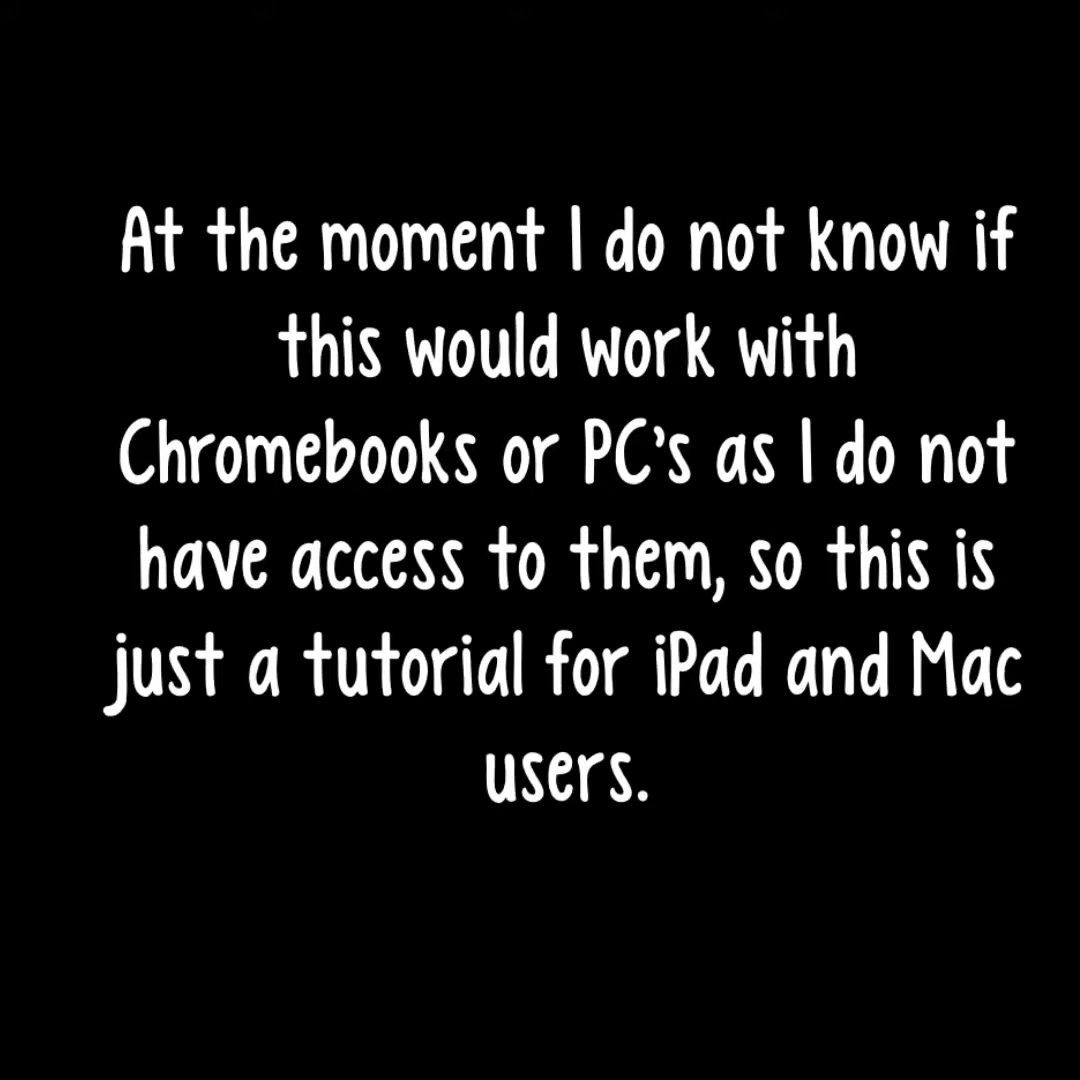 At the moment I do not know if
this would work with
Chromebooks or PC's as I do not
have access to them, so this is
just a tutorial for iPad and Mac
users.